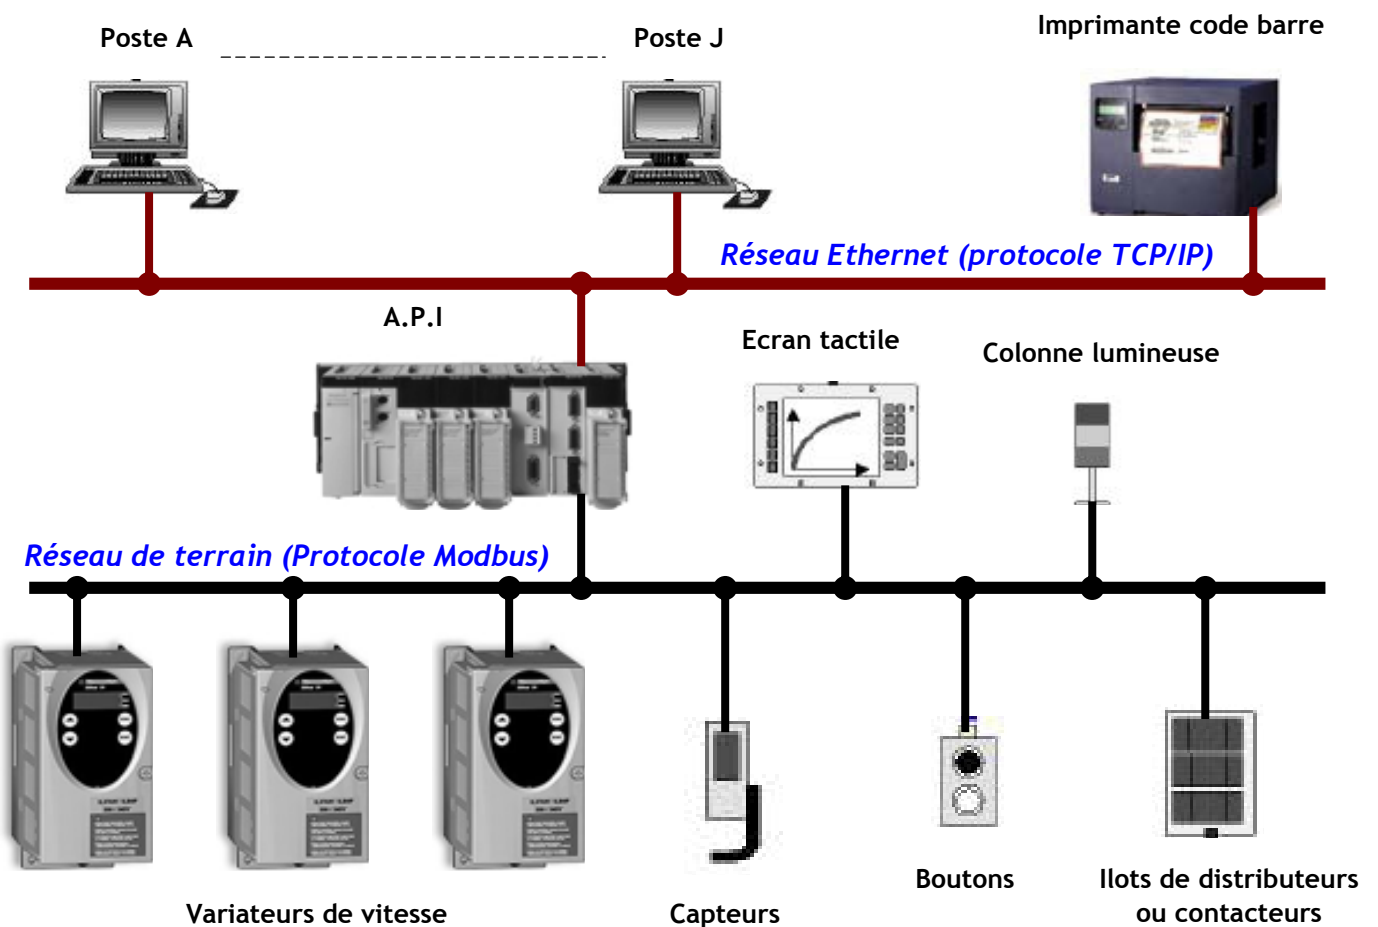 Poste A
Poste J
Imprimante code barre
Réseau Ethernet (protocole TCP/IP)
A.P.I
Ecran tactile
Colonne lumineuse
Réseau de terrain (Protocole Modbus)
Variateurs de vitesse
Capteurs
Boutons
Ilots de distributeurs
ou contacteurs